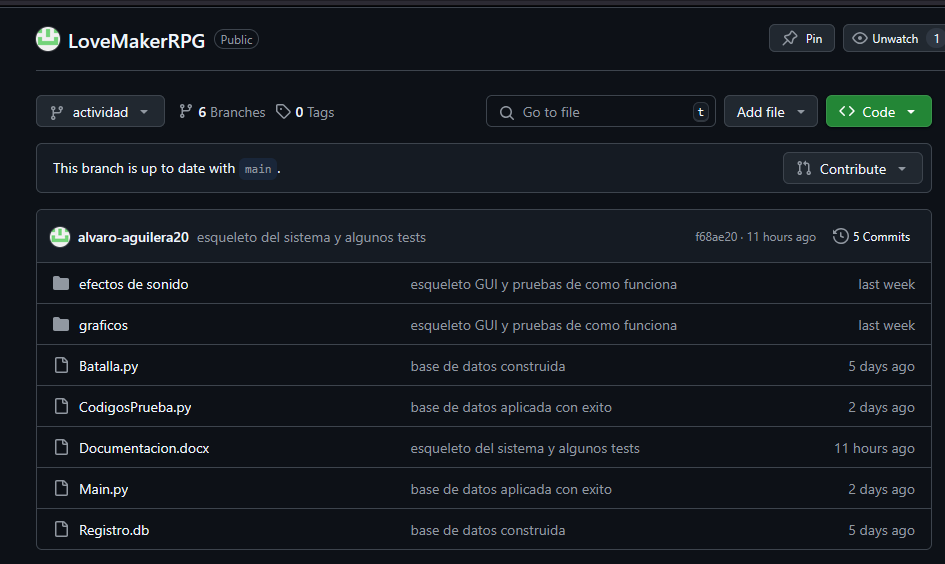 LoveMakerRPG Public Pin Unwatch 1
actividad 6 Branches 0 Tags Go to file t Add file Code
This branch is up to date with main . Contribute
alvaro-aguilera20 esqueleto del sistema y algunos tests f68ae20 · 11 hours ago 5 Commits
efectos de sonido esqueleto GUI y pruebas de como funciona last week
graficos esqueleto GUI y pruebas de como funciona last week
Batalla.py base de datos construida 5 days ago
CodigosPrueba.py base de datos aplicada con exito 2 days ago
Documentacion.docx esqueleto del sistema y algunos tests 11 hours ago
Main.py base de datos aplicada con exito 2 days ago
Registro.db base de datos construida 5 days ago